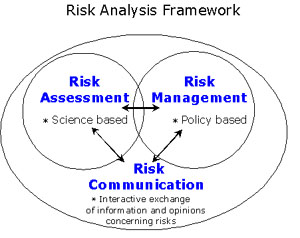 Risk Analysis Framework
Risk
Assessment
* Science based
Risk
Management
* Policy based
Risk
Communication
* Interactive exchange
of information and opinions
concerning risks